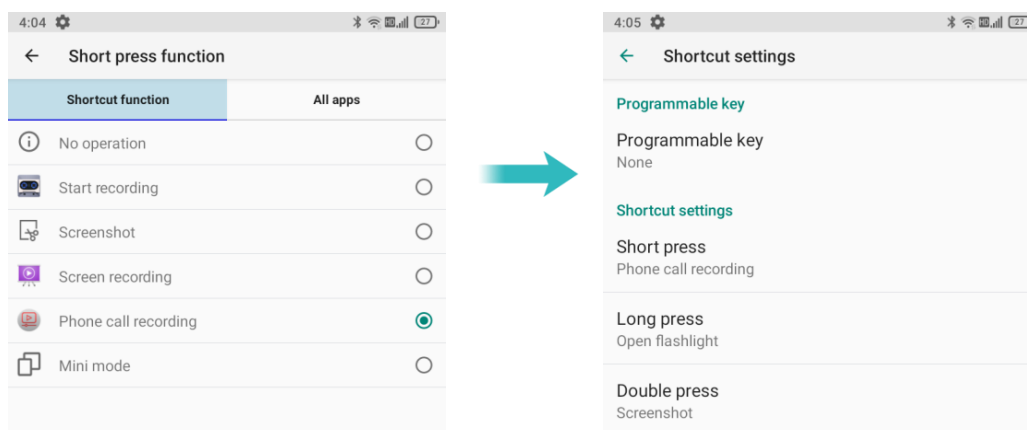 4:04
27
Short press function
Shortcut function
All apps
No operation
Start recording
Screenshot
Screen recording
Phone call recording
Mini mode
4:05
27
Shortcut settings
Programmable key
Programmable key
None
Shortcut settings
Short press
Phone call recording
Long press
Open flashlight
Double press
Screenshot